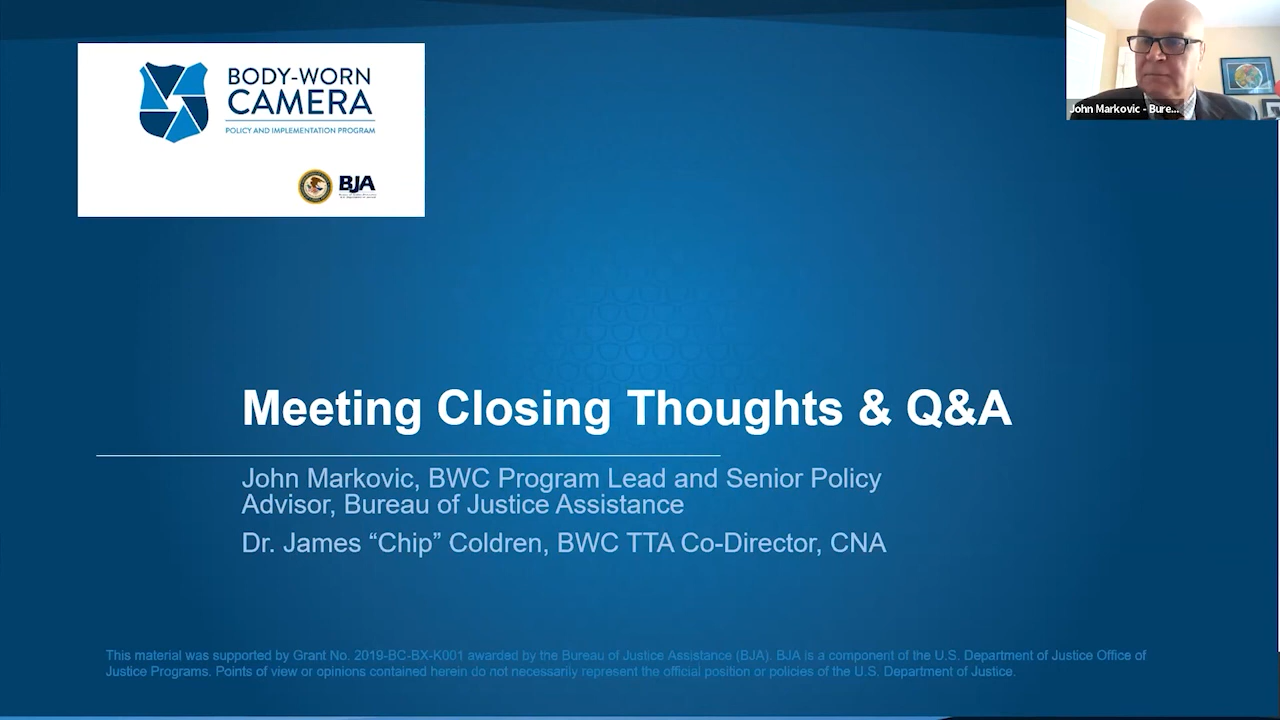 BODY-WORN
CAMERA
POLICY AND IMPLEMENTATION PROGRAM
BJA
John Markovic - Bure...
Meeting Closing Thoughts & Q&A
John Markovic, BWC Program Lead and Senior Policy
Advisor, Bureau of Justice Assistance
Dr. James “Chip” Coldren, BWC TTA Co-Director, CNA
This material was supported by Grant No. 2019-BC-BX-K001 awarded by the Bureau of Justice Assistance (BJA). BJA is a component of the U.S. Department of Justice Office of
Justice Programs. Points of view or opinions contained herein do not necessarily represent the official position or policies of the U.S. Department of Justice.